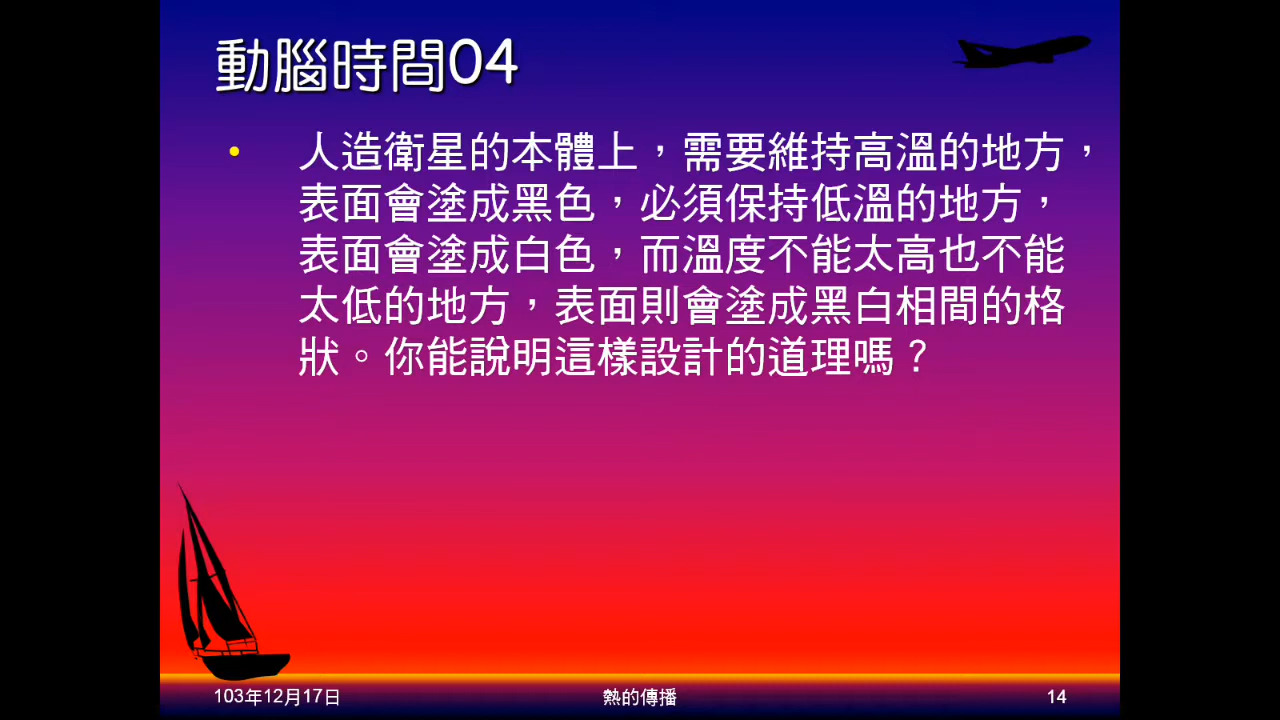 動腦時間04
• 人造衛星的本體上，需要維持高溫的地方，
表面會塗成黑色，必須保持低溫的地方，
表面會塗成白色，而溫度不能太高也不能
太低的地方，表面則會塗成黑白相間的格
狀。你能說明這樣設計的道理嗎？
103年12月17日
熱的傳播
14